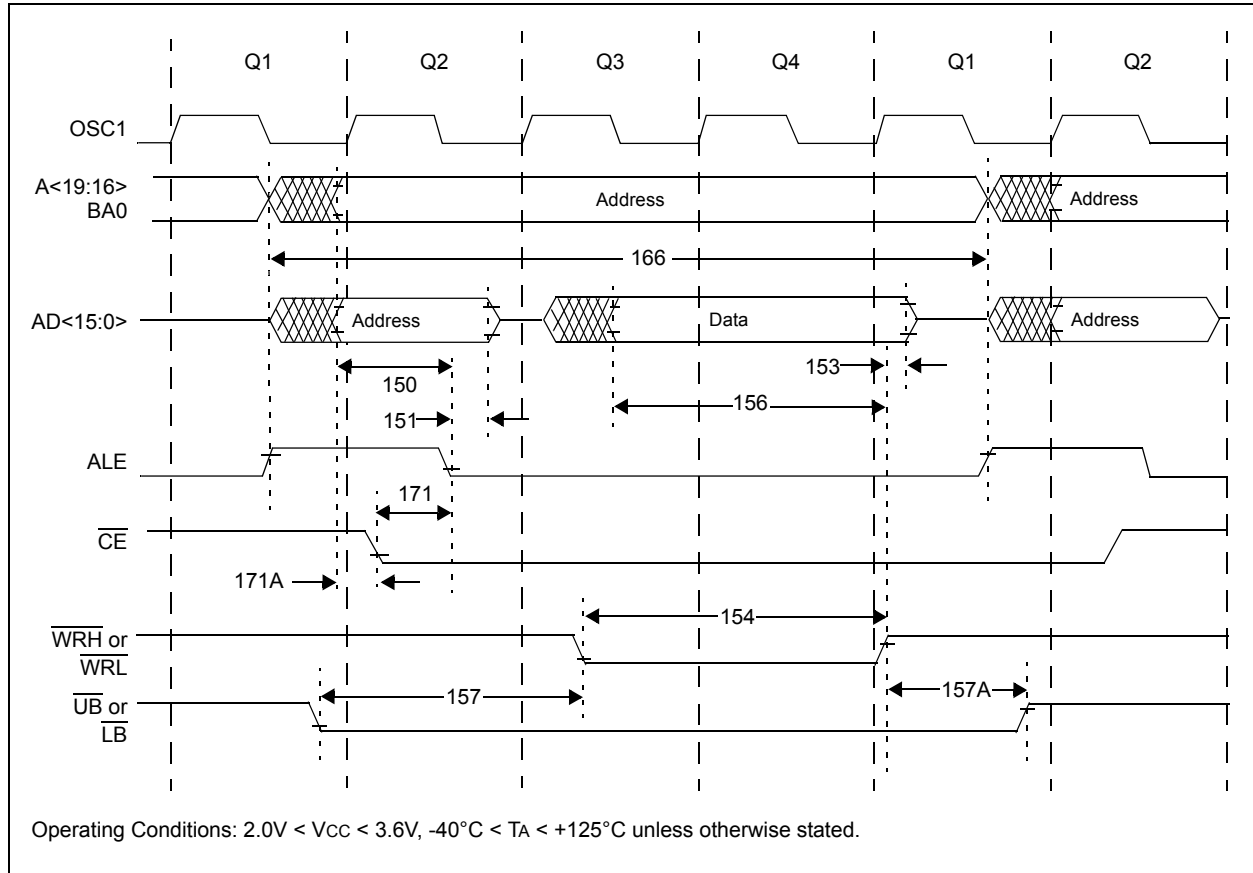 Q1 Q2 Q3 Q4 Q1 Q2
OSC1
A<19:16>
BA0
Address
Address
166
AD<15:0>
Address
Data
Address
150
153
151
156
ALE
171
CE
171A
154
WRH or
WRL
157
157A
UB or
LB
Operating Conditions: 2.0V < VCC < 3.6V, -40°C < TA < +125°C unless otherwise stated.